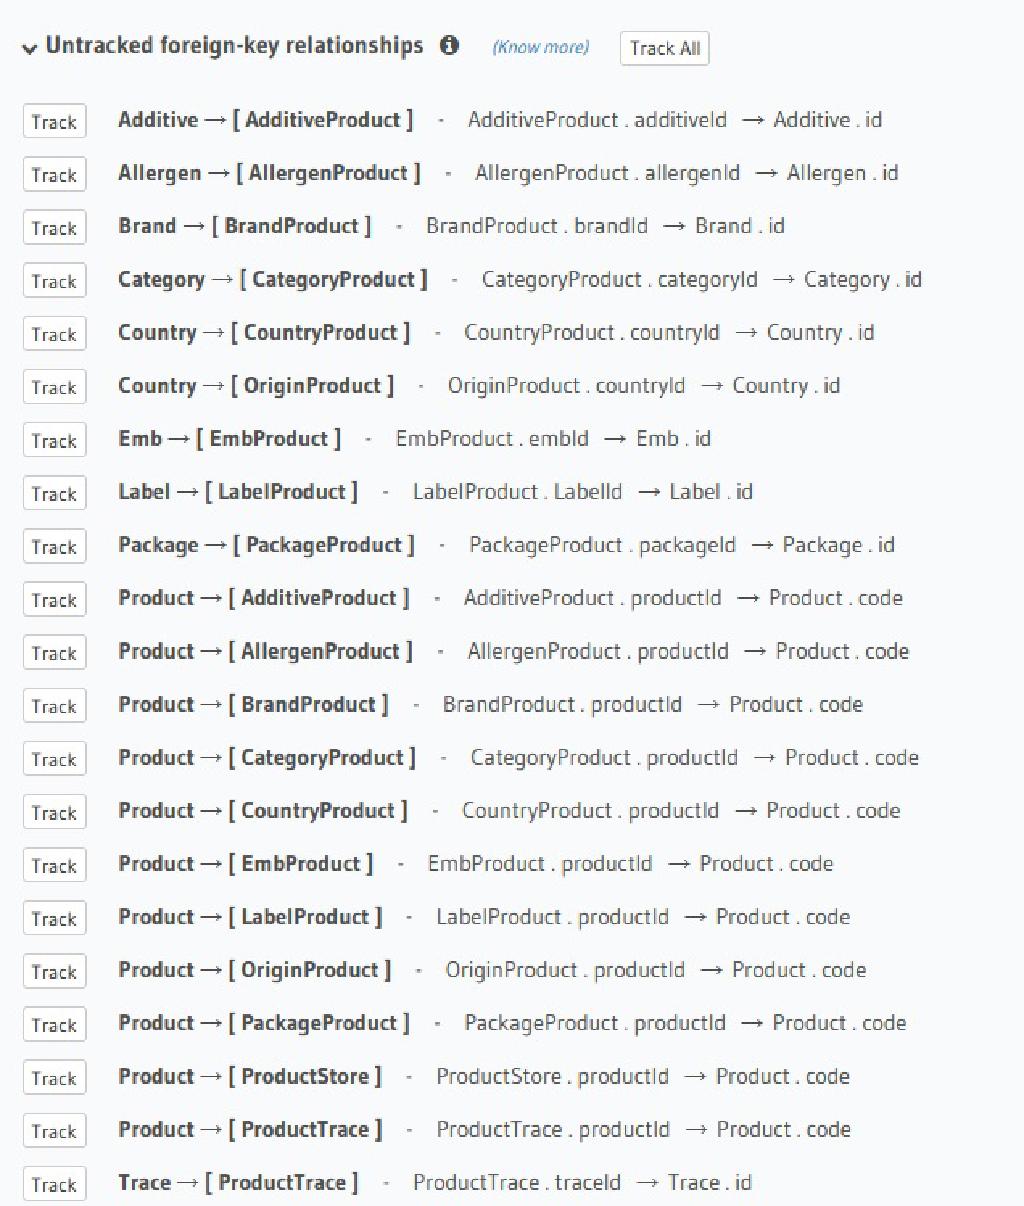 Untracked foreign-key relationships (Know more) Track All
Track Additive → [ AdditiveProduct ] - AdditiveProduct . additiveId → Additive . id
Track Allergen → [ AllergenProduct ] - AllergenProduct . allergenId → Allergen . id
Track Brand → [ BrandProduct ] - BrandProduct . brandId → Brand . id
Track Category → [ CategoryProduct ] - CategoryProduct . categoryId → Category . id
Track Country → [ CountryProduct ] - CountryProduct . countryId → Country . id
Track Country → [ OriginProduct ] - OriginProduct . countryId → Country . id
Track Emb → [ EmbProduct ] - EmbProduct . embId → Emb . id
Track Label → [ LabelProduct ] - LabelProduct . LabelId → Label . id
Track Package → [ PackageProduct ] - PackageProduct . packageId → Package . id
Track Product → [ AdditiveProduct ] - AdditiveProduct . productId → Product . code
Track Product → [ AllergenProduct ] - AllergenProduct . productId → Product . code
Track Product → [ BrandProduct ] - BrandProduct . productId → Product . code
Track Product → [ CategoryProduct ] - CategoryProduct . productId → Product . code
Track Product → [ CountryProduct ] - CountryProduct . productId → Product . code
Track Product → [ EmbProduct ] - EmbProduct . productId → Product . code
Track Product → [ LabelProduct ] - LabelProduct . productId → Product . code
Track Product → [ OriginProduct ] - OriginProduct . productId → Product . code
Track Product → [ PackageProduct ] - PackageProduct . productId → Product . code
Track Product → [ ProductStore ] - ProductStore . productId → Product . code
Track Product → [ ProductTrace ] - ProductTrace . productId → Product . code
Track Trace → [ ProductTrace ] - ProductTrace . traceId → Trace . id